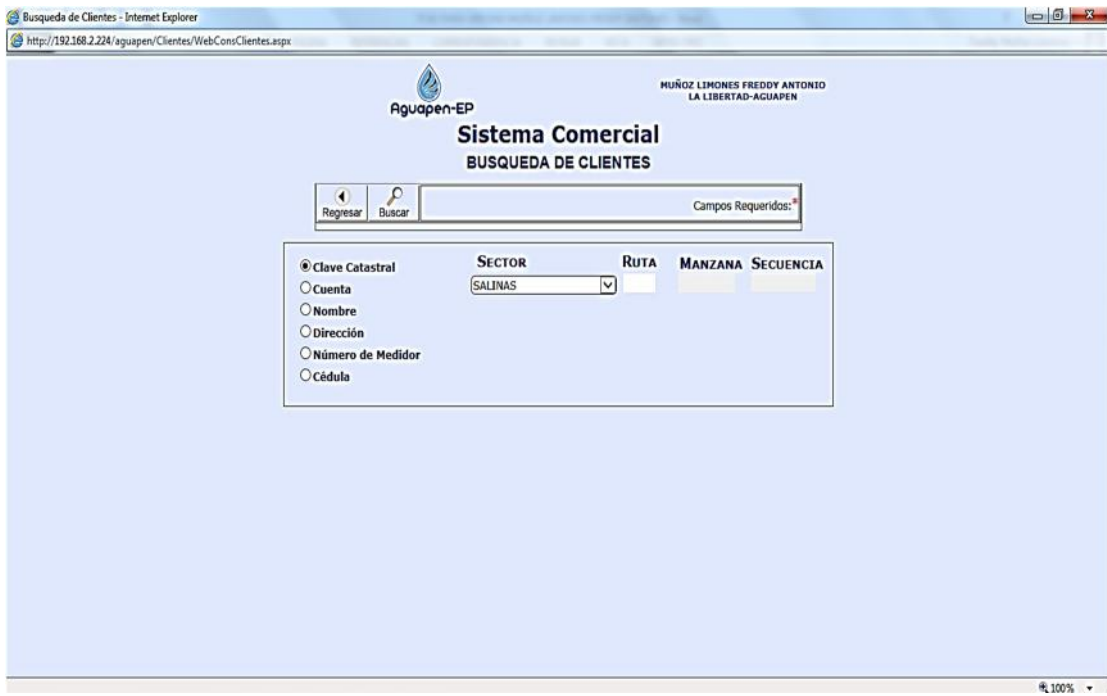 Busqueda de Clientes - Internet Explorer
http://192.168.2.224/aguapen/Clientes/WebConsClientes.aspx
Aguapen-EP
MUÑOZ LIMONES FREDDY ANTONIO
LA LIBERTAD-AGUAPEN
Sistema Comercial
BUSQUEDA DE CLIENTES
Regresar
Buscar
Campos Requeridos:*
Clave Catastral
Cuenta
Nombre
Dirección
Número de Medidor
Cédula
SECTOR RUTA MANZANA SECUENCIA
SALINAS
100%